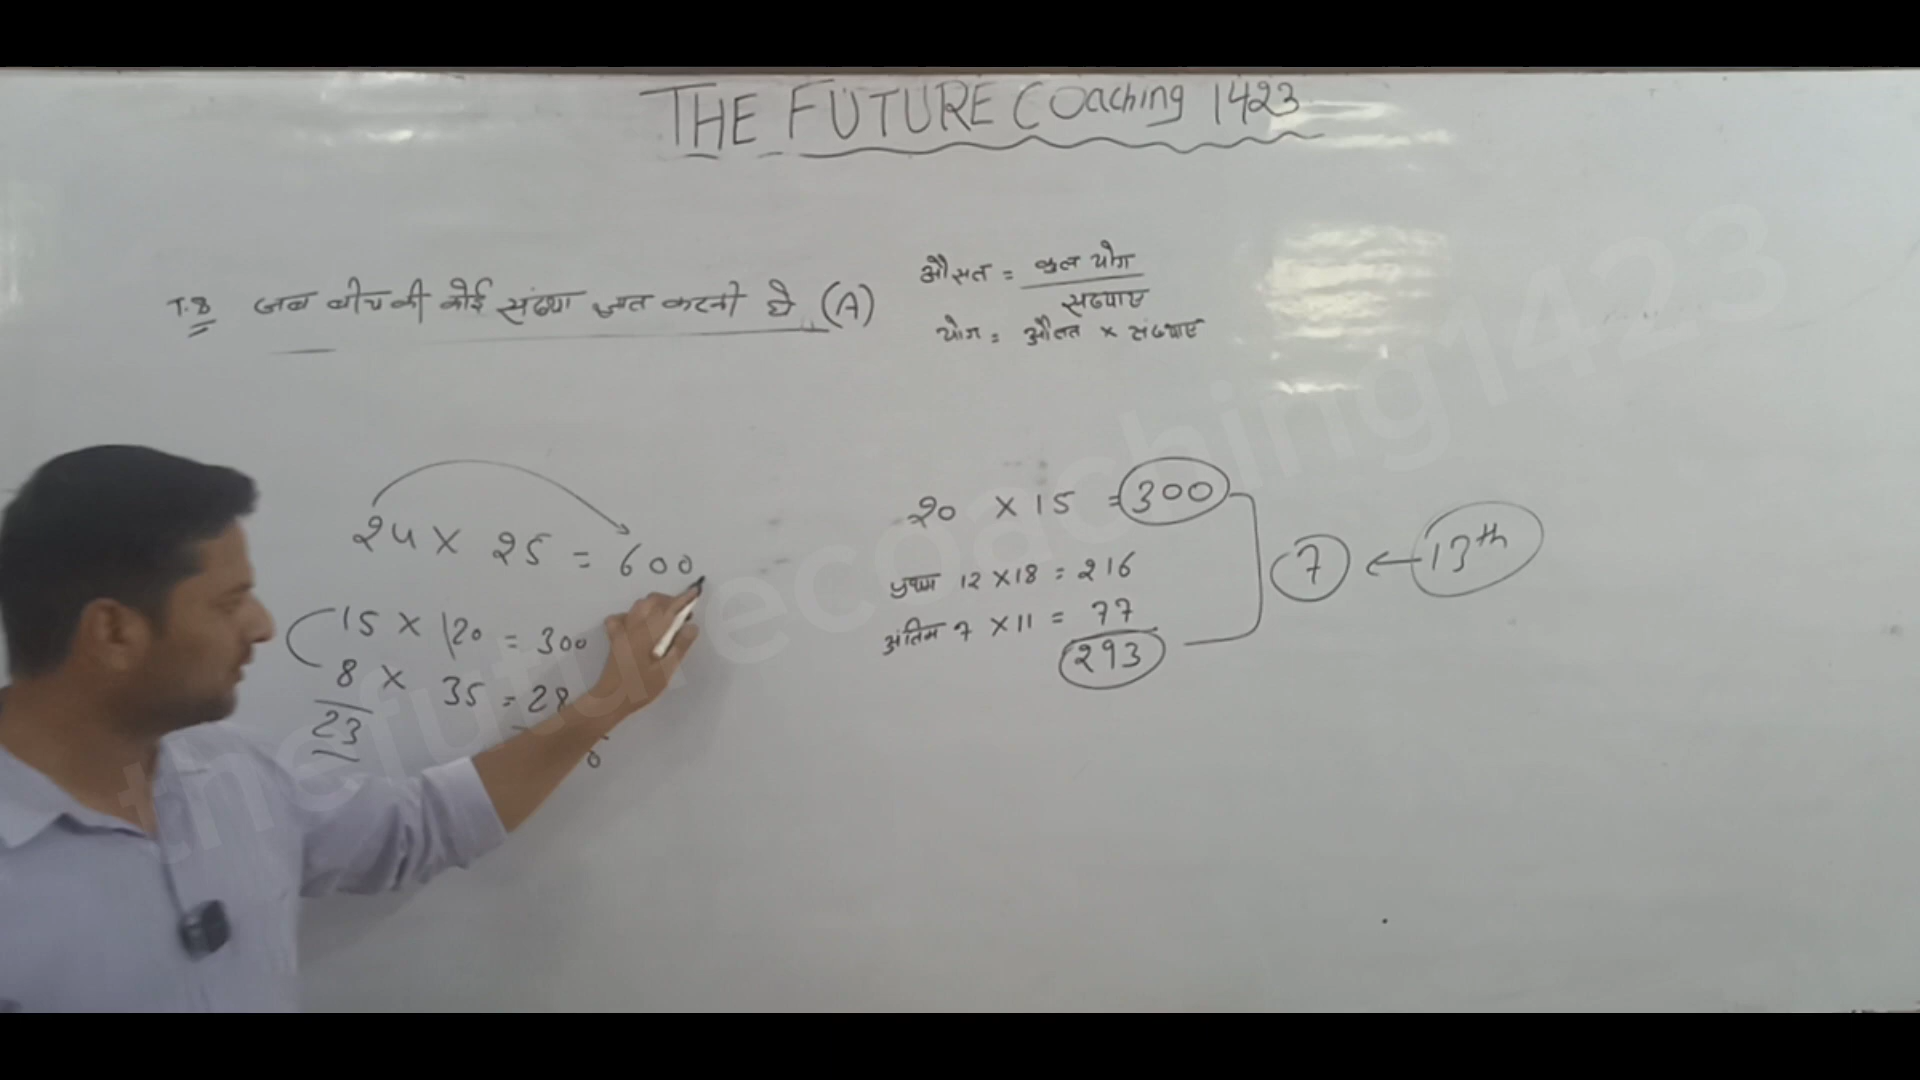 THE FUTURE Coaching 1423
T.8 जब बीच की कोई संख्या ज्ञात करनी हो (A)
औसत = कुल योग / संख्याएं
योग = औसत × संख्याएं
24 × 25 = 600
15 × 20 = 300
8 × 35 = 28
23
20 × 15 = 300
प्रथम 12 × 18 = 216
अंतिम 7 × 11 = 77
293
7 ← 13th
thefuturecoaching1423